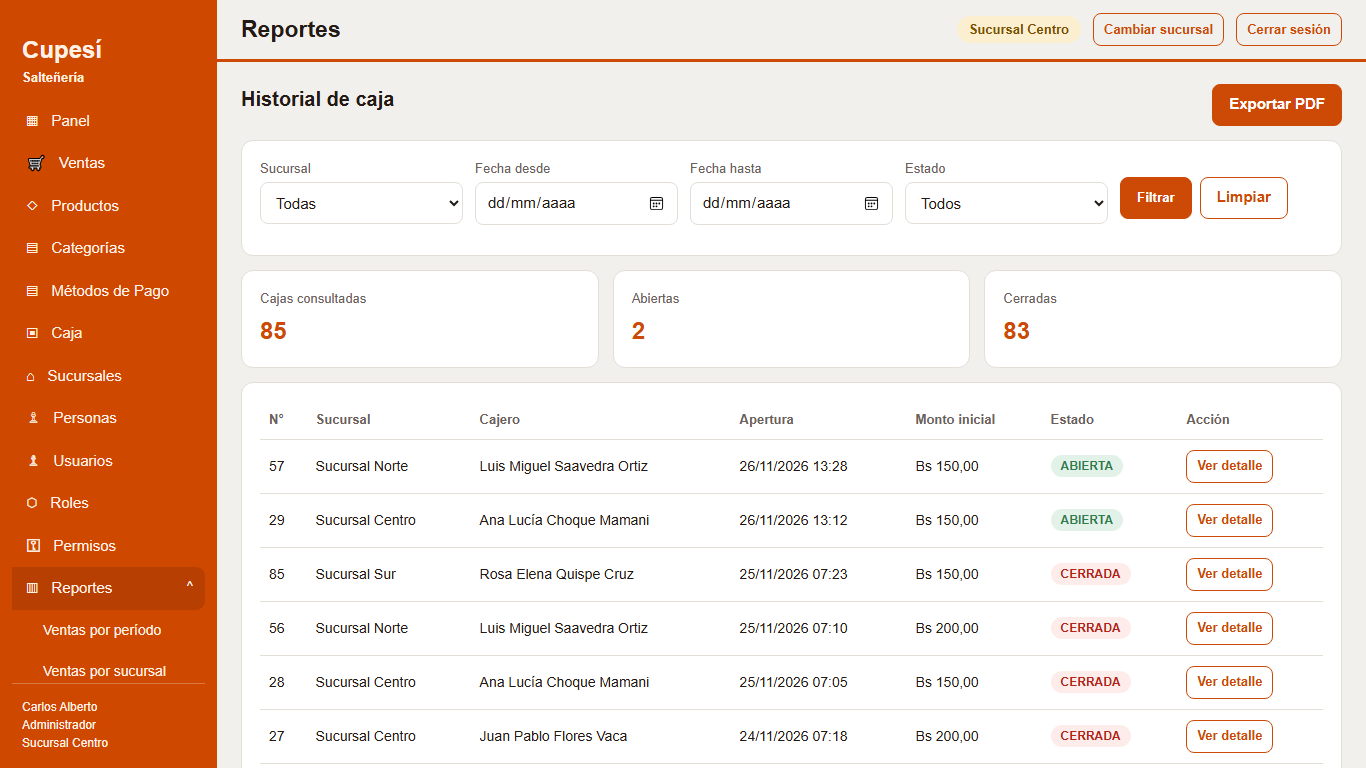 Cupesí
Salteñería
Panel
Ventas
Productos
Categorías
Métodos de Pago
Caja
Sucursales
Personas
Usuarios
Roles
Permisos
Reportes ^
Ventas por período
Ventas por sucursal
Carlos Alberto
Administrador
Sucursal Centro
Reportes Sucursal Centro Cambiar sucursal Cerrar sesión
Historial de caja Exportar PDF
Sucursal Fecha desde Fecha hasta Estado
Todas dd/mm/aaaa dd/mm/aaaa Todos Filtrar Limpiar
Cajas consultadas Abiertas Cerradas
85 2 83
N° Sucursal Cajero Apertura Monto inicial Estado Acción
57 Sucursal Norte Luis Miguel Saavedra Ortiz 26/11/2026 13:28 Bs 150,00 ABIERTA Ver detalle
29 Sucursal Centro Ana Lucía Choque Mamani 26/11/2026 13:12 Bs 150,00 ABIERTA Ver detalle
85 Sucursal Sur Rosa Elena Quispe Cruz 25/11/2026 07:23 Bs 150,00 CERRADA Ver detalle
56 Sucursal Norte Luis Miguel Saavedra Ortiz 25/11/2026 07:10 Bs 200,00 CERRADA Ver detalle
28 Sucursal Centro Ana Lucía Choque Mamani 25/11/2026 07:05 Bs 150,00 CERRADA Ver detalle
27 Sucursal Centro Juan Pablo Flores Vaca 24/11/2026 07:18 Bs 200,00 CERRADA Ver detalle